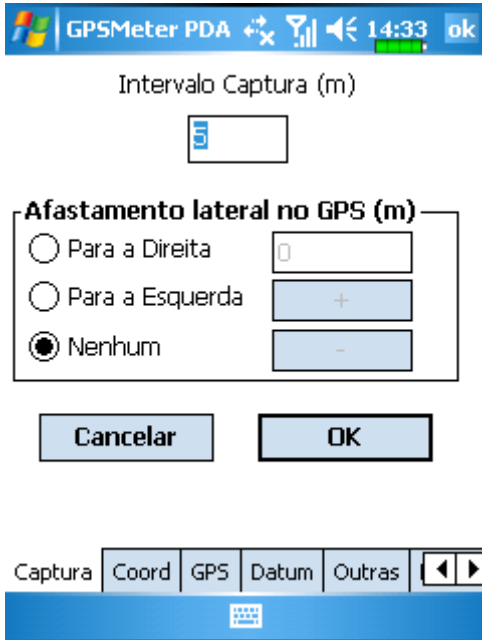 GPSMeter PDA 14:33 ok
Intervalo Captura (m)
5
Afastamento lateral no GPS (m)
Para a Direita 0
Para a Esquerda +
Nenhum -
Cancelar OK
Captura Coord GPS Datum Outras